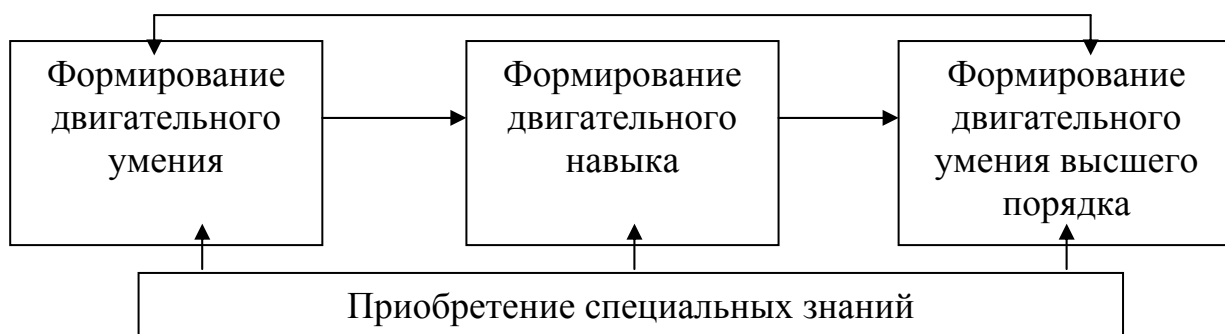 Формирование
двигательного
умения
Формирование
двигательного
навыка
Формирование
двигательного
умения высшего
порядка
Приобретение специальных знаний